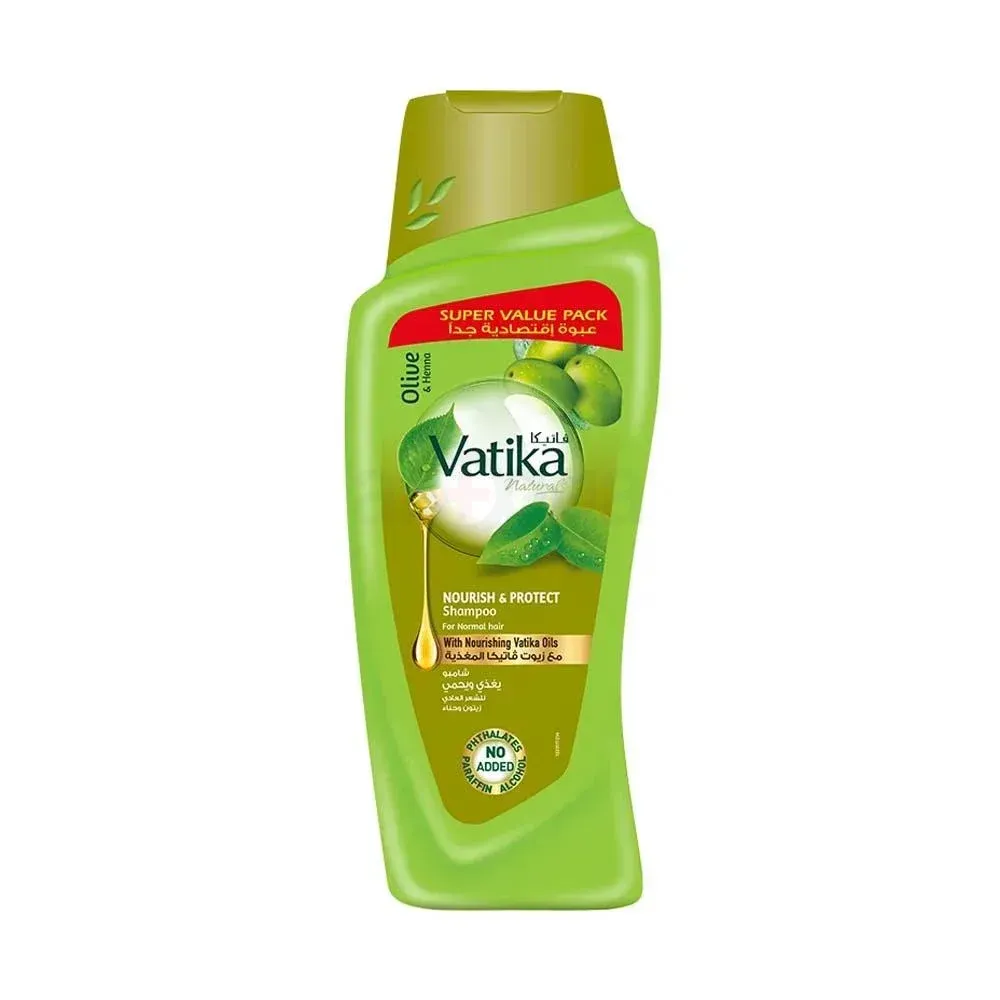 SUPER VALUE PACK
عبوة إقتصادية جداً
Olive
& Henna
ڤاتيكا
Vatika
Naturals
NOURISH & PROTECT
Shampoo
For Normal hair
With Nourishing Vatika Oils
مع زيوت ڤاتيكا المغذية
شامبو
يغذي ويحمي
للشعر العادي
زيتون وحناء
PHTHALATES
NO
ADDED
PARAFFIN ALCOHOL